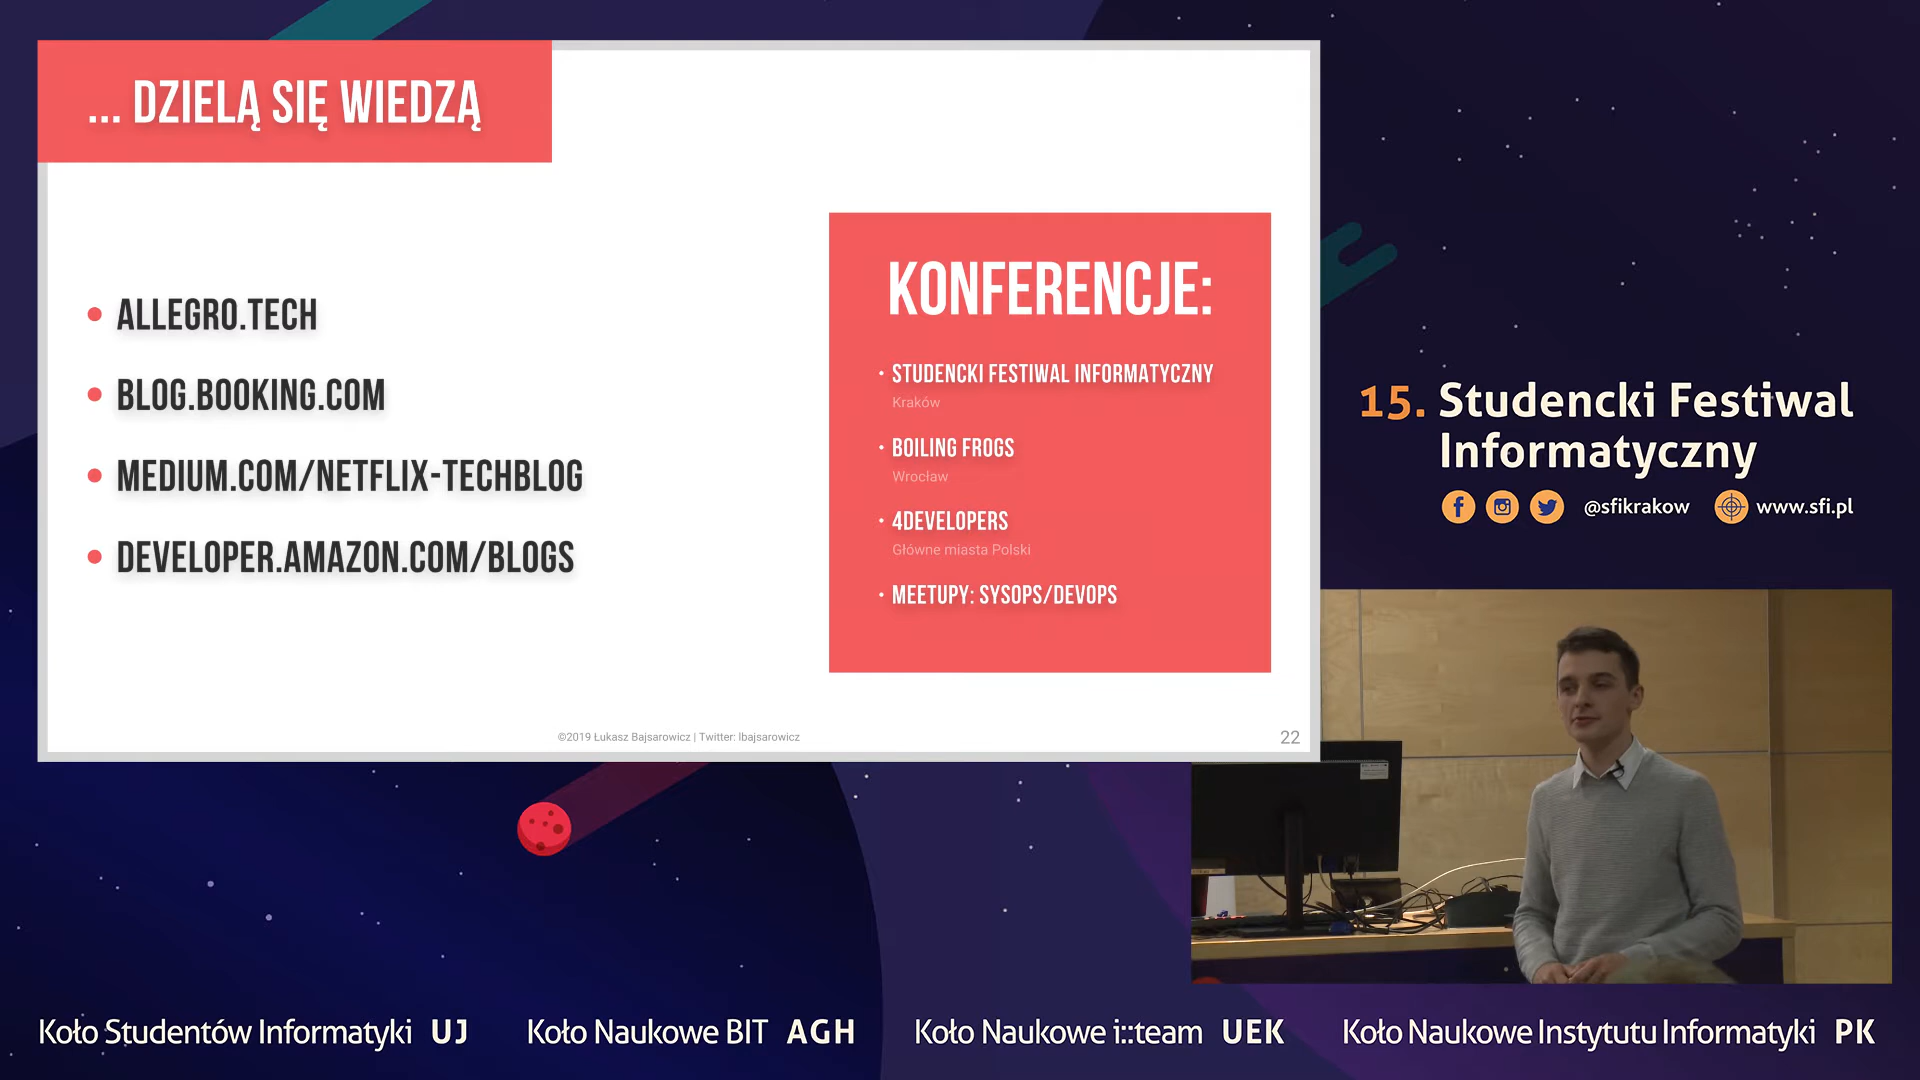 ... DZIELĄ SIĘ WIEDZĄ
ALLEGRO.TECH
BLOG.BOOKING.COM
MEDIUM.COM/NETFLIX-TECHBLOG
DEVELOPER.AMAZON.COM/BLOGS
KONFERENCJE:
STUDENCKI FESTIWAL INFORMATYCZNY
Kraków
BOILING FROGS
Wrocław
4DEVELOPERS
Główne miasta Polski
MEETUPY: SYSOPS/DEVOPS
©2019 Łukasz Bajsarowicz | Twitter: lbajsarowicz
22
15. Studencki Festiwal
Informatyczny
@sfikrakow www.sfi.pl
Koło Studentów Informatyki UJ Koło Naukowe BIT AGH Koło Naukowe i::team UEK Koło Naukowe Instytutu Informatyki PK